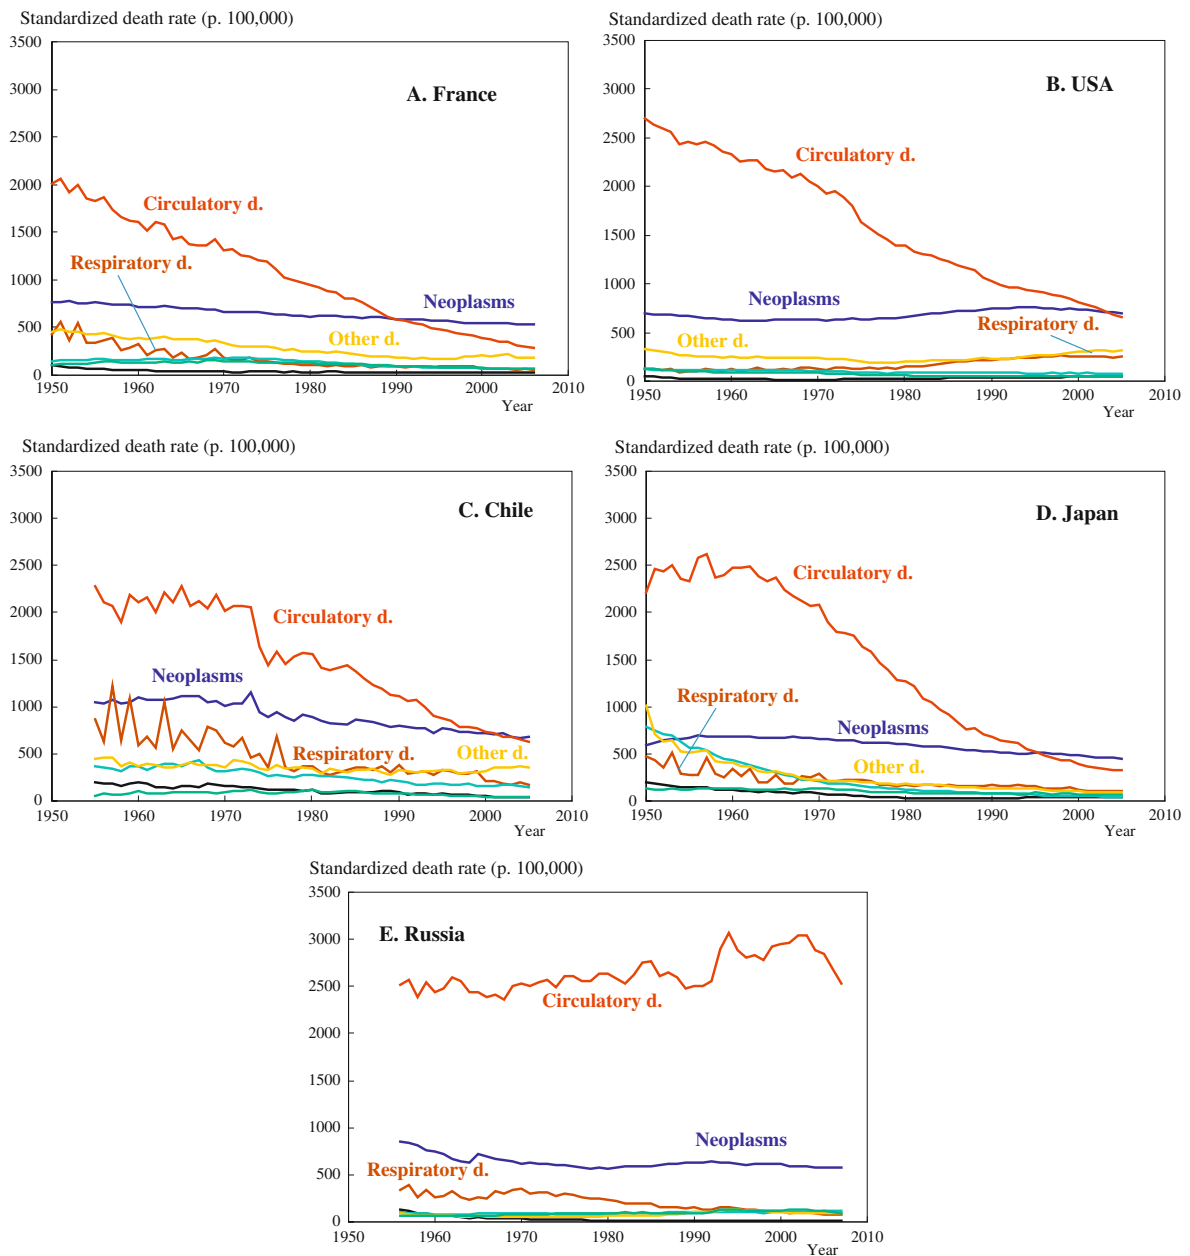 Standardized death rate (p. 100,000)
3500
3000
2500
2000
1500
1000
500
0
A. France
Circulatory d.
Respiratory d.
Neoplasms
Other d.
1950 1960 1970 1980 1990 2000 2010
Year
Standardized death rate (p. 100,000)
3500
3000
2500
2000
1500
1000
500
0
B. USA
Circulatory d.
Neoplasms
Respiratory d.
Other d.
1950 1960 1970 1980 1990 2000 2010
Year
Standardized death rate (p. 100,000)
3500
3000
2500
2000
1500
1000
500
0
C. Chile
Circulatory d.
Neoplasms
Respiratory d.
Other d.
1950 1960 1970 1980 1990 2000 2010
Year
Standardized death rate (p. 100,000)
3500
3000
2500
2000
1500
1000
500
0
D. Japan
Circulatory d.
Respiratory d.
Neoplasms
Other d.
1950 1960 1970 1980 1990 2000 2010
Year
Standardized death rate (p. 100,000)
3500
3000
2500
2000
1500
1000
500
0
E. Russia
Circulatory d.
Neoplasms
Respiratory d.
1950 1960 1970 1980 1990 2000 2010
Year